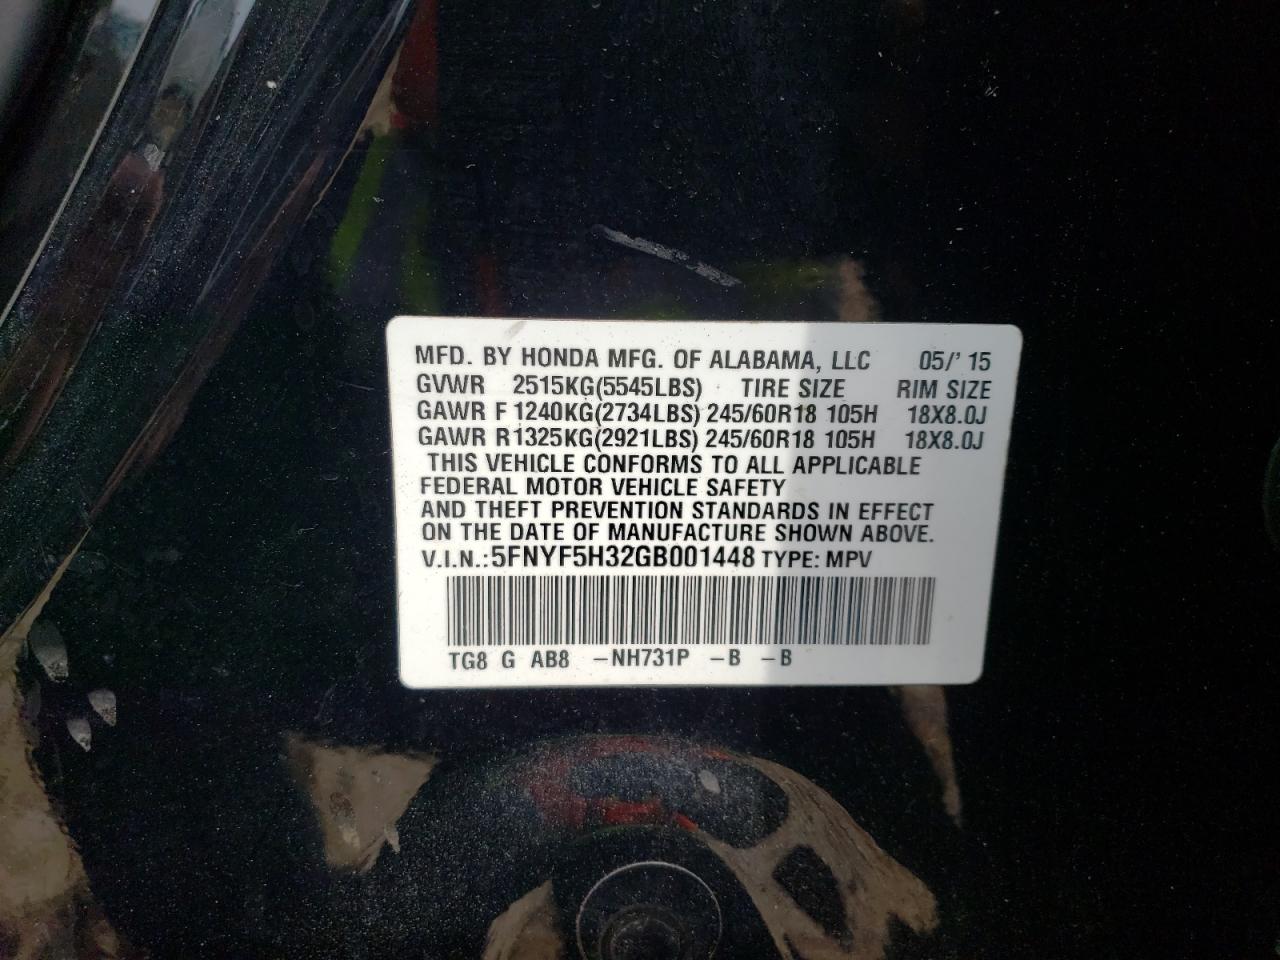 MFD. BY HONDA MFG. OF ALABAMA, LLC 05/' 15
GVWR 2515KG(5545LBS) TIRE SIZE RIM SIZE
GAWR F 1240KG(2734LBS) 245/60R18 105H 18X8.0J
GAWR R 1325KG(2921LBS) 245/60R18 105H 18X8.0J
THIS VEHICLE CONFORMS TO ALL APPLICABLE
FEDERAL MOTOR VEHICLE SAFETY
AND THEFT PREVENTION STANDARDS IN EFFECT
ON THE DATE OF MANUFACTURE SHOWN ABOVE.
V.I.N.: 5FNYF5H32GB001448 TYPE: MPV
TG8 G AB8 –NH731P –B –B